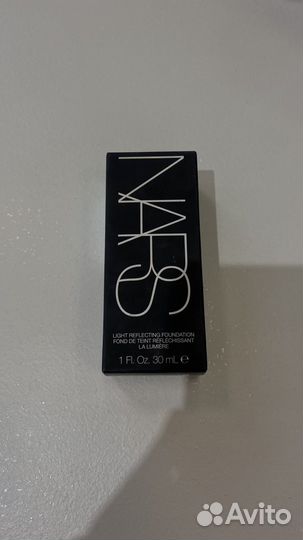 NARS
LIGHT REFLECTING FOUNDATION
FOND DE TEINT RÉFLÉCHISSANT
LA LUMIÈRE
1 Fl. Oz. 30 mL ℮
Avito